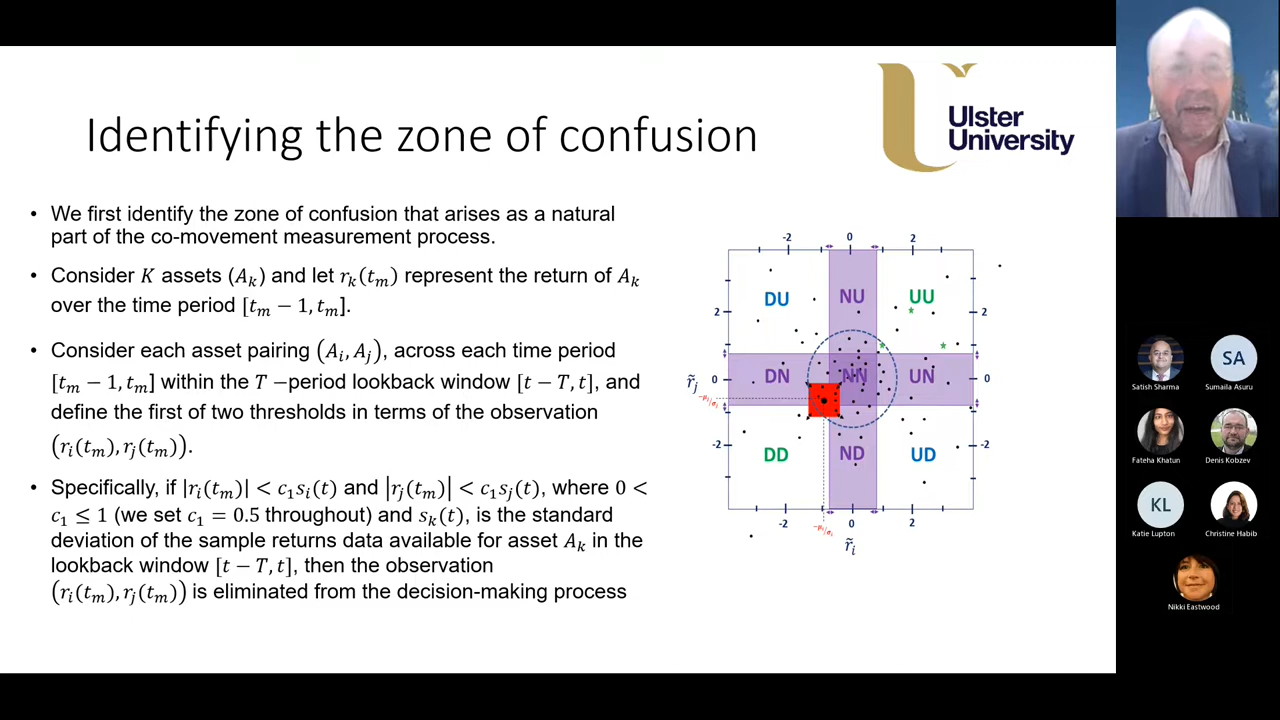 Identifying the zone of confusion
Ulster
University
• We first identify the zone of confusion that arises as a natural
part of the co-movement measurement process.
• Consider K assets (A_k) and let r_k(t_m) represent the return of A_k
over the time period [t_m − 1, t_m].
• Consider each asset pairing (A_i, A_j), across each time period
[t_m − 1, t_m] within the T −period lookback window [t − T, t], and
define the first of two thresholds in terms of the observation
(r_i(t_m), r_j(t_m)).
• Specifically, if |r_i(t_m)| < c_1s_i(t) and |r_j(t_m)| < c_1s_j(t), where 0 <
c_1 ≤ 1 (we set c_1 = 0.5 throughout) and s_k(t), is the standard
deviation of the sample returns data available for asset A_k in the
lookback window [t − T, t], then the observation
(r_i(t_m), r_j(t_m)) is eliminated from the decision-making process
-2 0 2
DU NU UU
2 2
r̃_j 0 DN NN UN 0
-μ_j/σ_j
-2 -2
DD ND UD
-2 0 2
-μ_i/σ_i
r̃_i
SA
Satish Sharma Sumaila Asuru
Fateha Khatun Denis Kobzev
KL
Katie Lupton Christine Habib
Nikki Eastwood